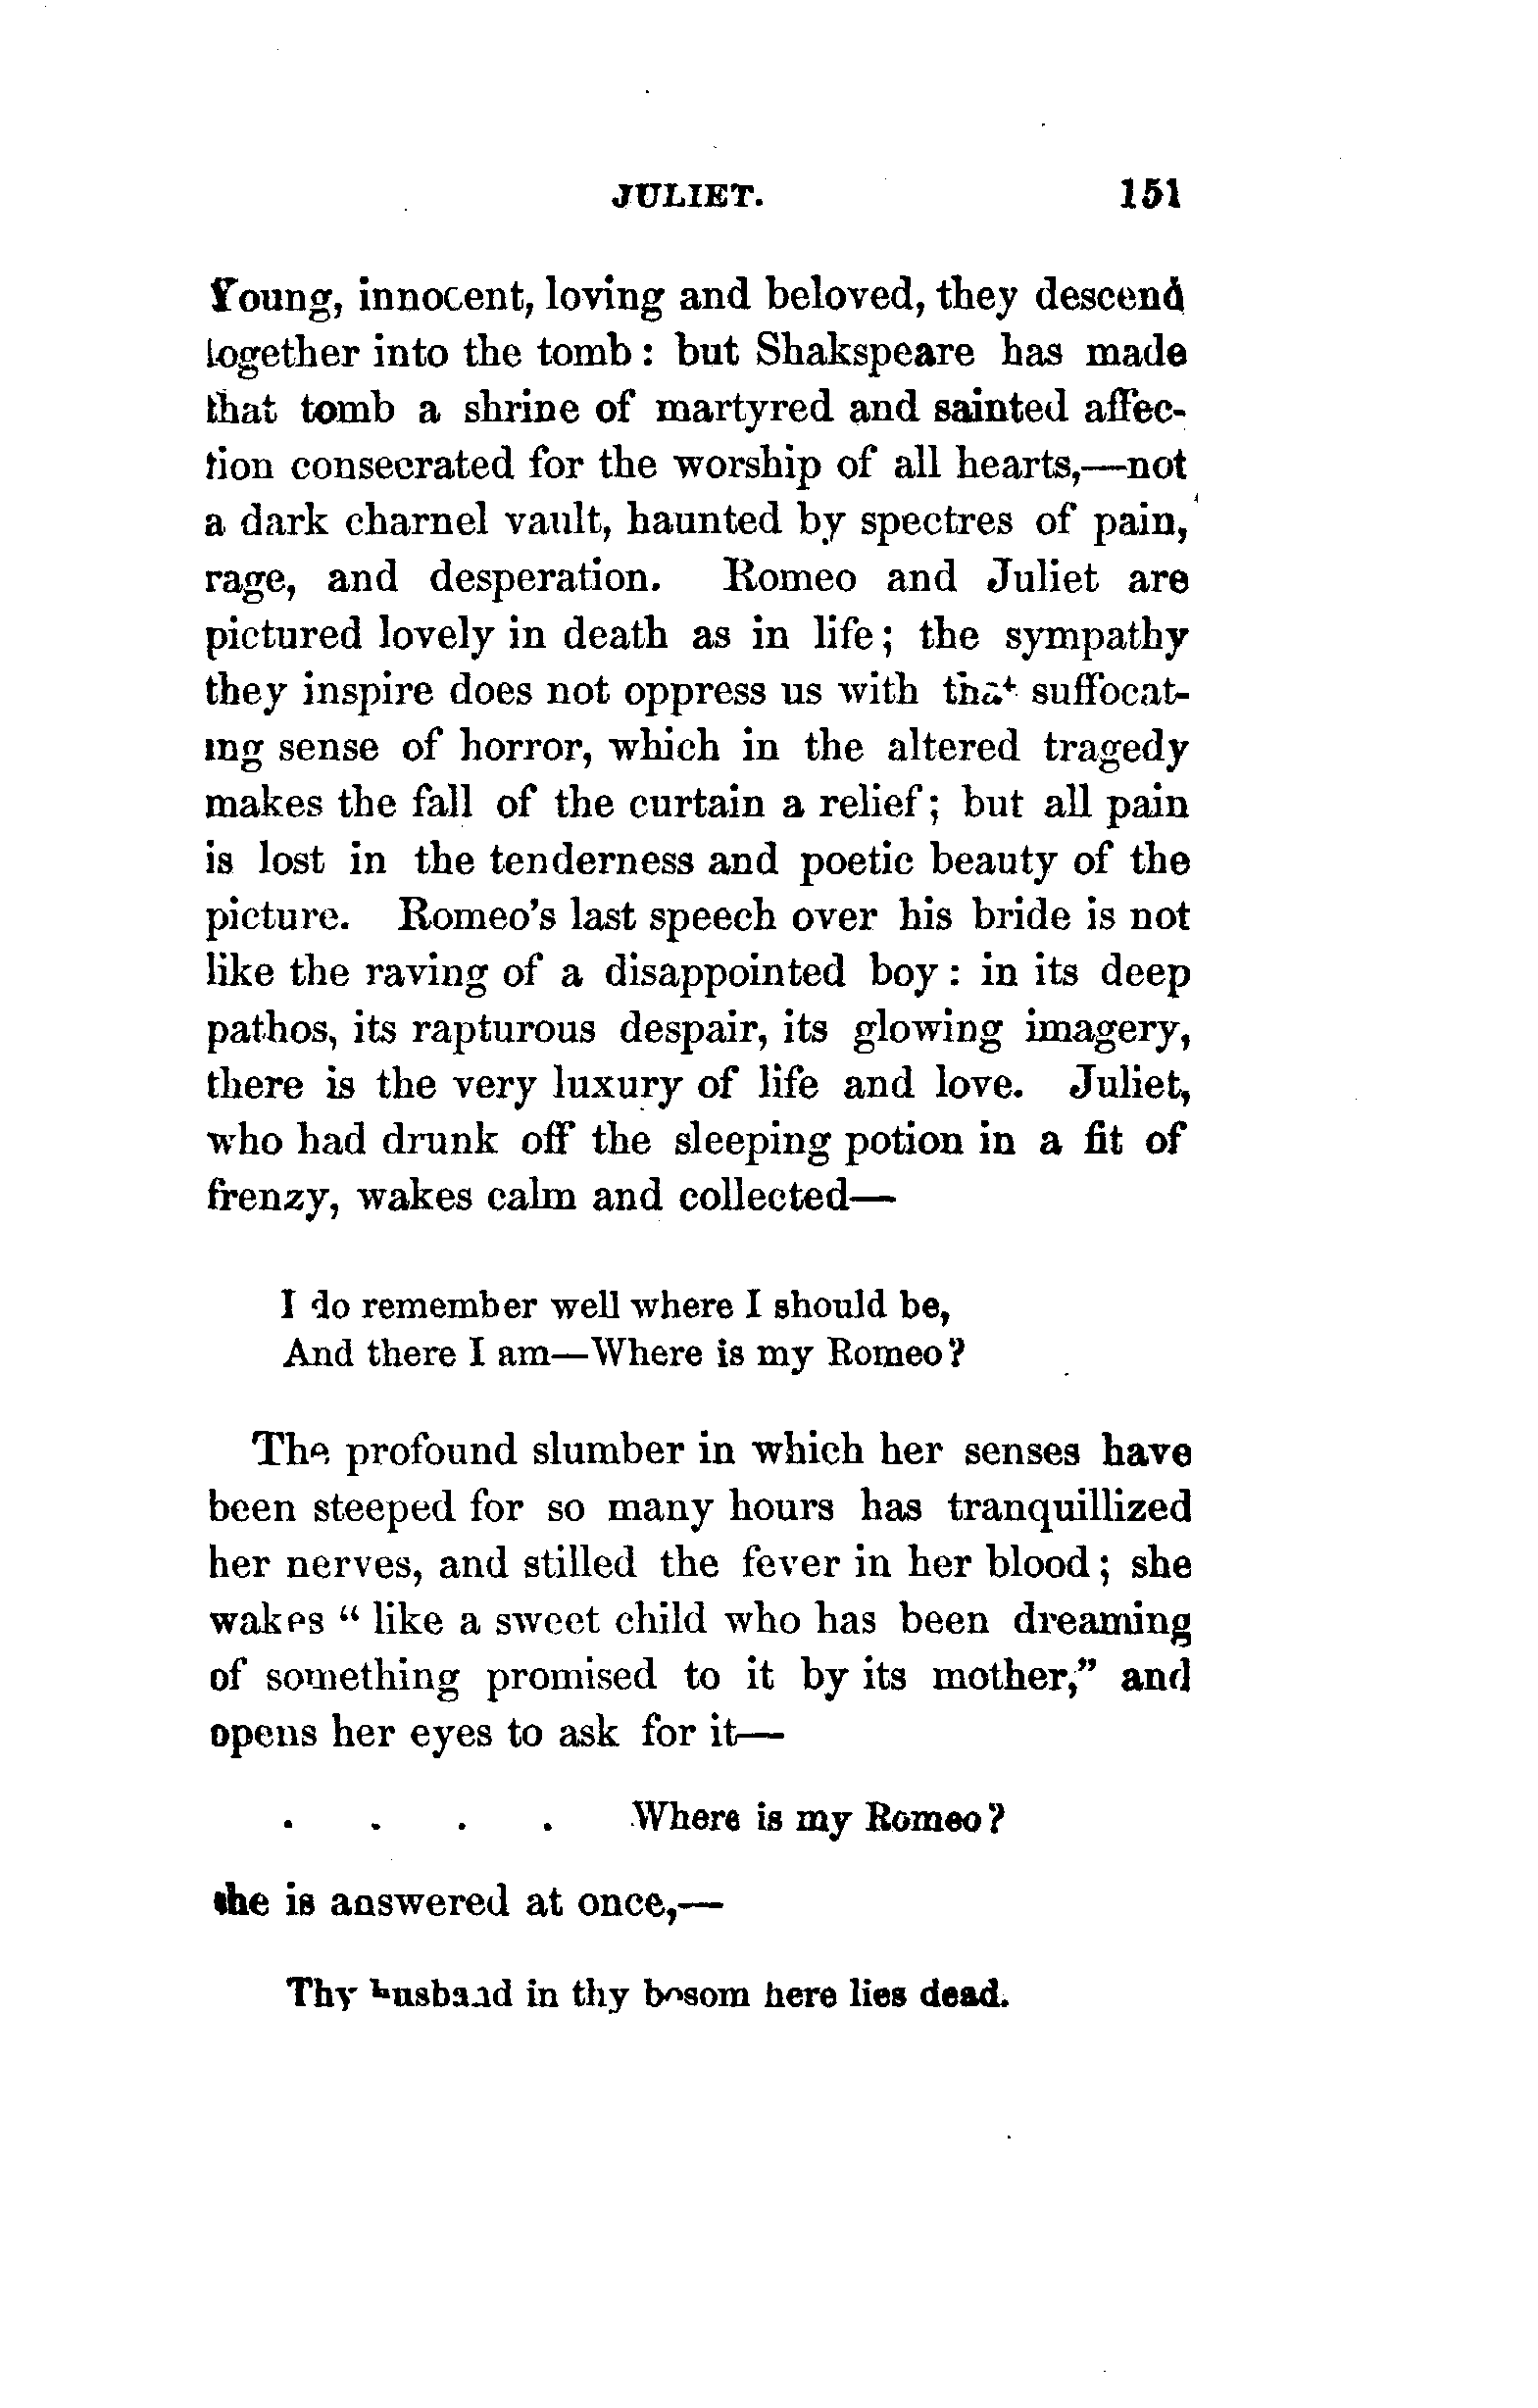 JULIET. 151
Young, innocent, loving and beloved, they descend
together into the tomb: but Shakspeare has made
that tomb a shrine of martyred and sainted affec-
tion consecrated for the worship of all hearts,—not
a dark charnel vault, haunted by spectres of pain,
rage, and desperation. Romeo and Juliet are
pictured lovely in death as in life; the sympathy
they inspire does not oppress us with that suffocat-
ing sense of horror, which in the altered tragedy
makes the fall of the curtain a relief; but all pain
is lost in the tenderness and poetic beauty of the
picture. Romeo's last speech over his bride is not
like the raving of a disappointed boy: in its deep
pathos, its rapturous despair, its glowing imagery,
there is the very luxury of life and love. Juliet,
who had drunk off the sleeping potion in a fit of
frenzy, wakes calm and collected—
I do remember well where I should be,
And there I am—Where is my Romeo?
The profound slumber in which her senses have
been steeped for so many hours has tranquillized
her nerves, and stilled the fever in her blood; she
wakes "like a sweet child who has been dreaming
of something promised to it by its mother," and
opens her eyes to ask for it—
. . . . Where is my Romeo?
she is answered at once,—
Thy husband in thy bosom here lies dead.